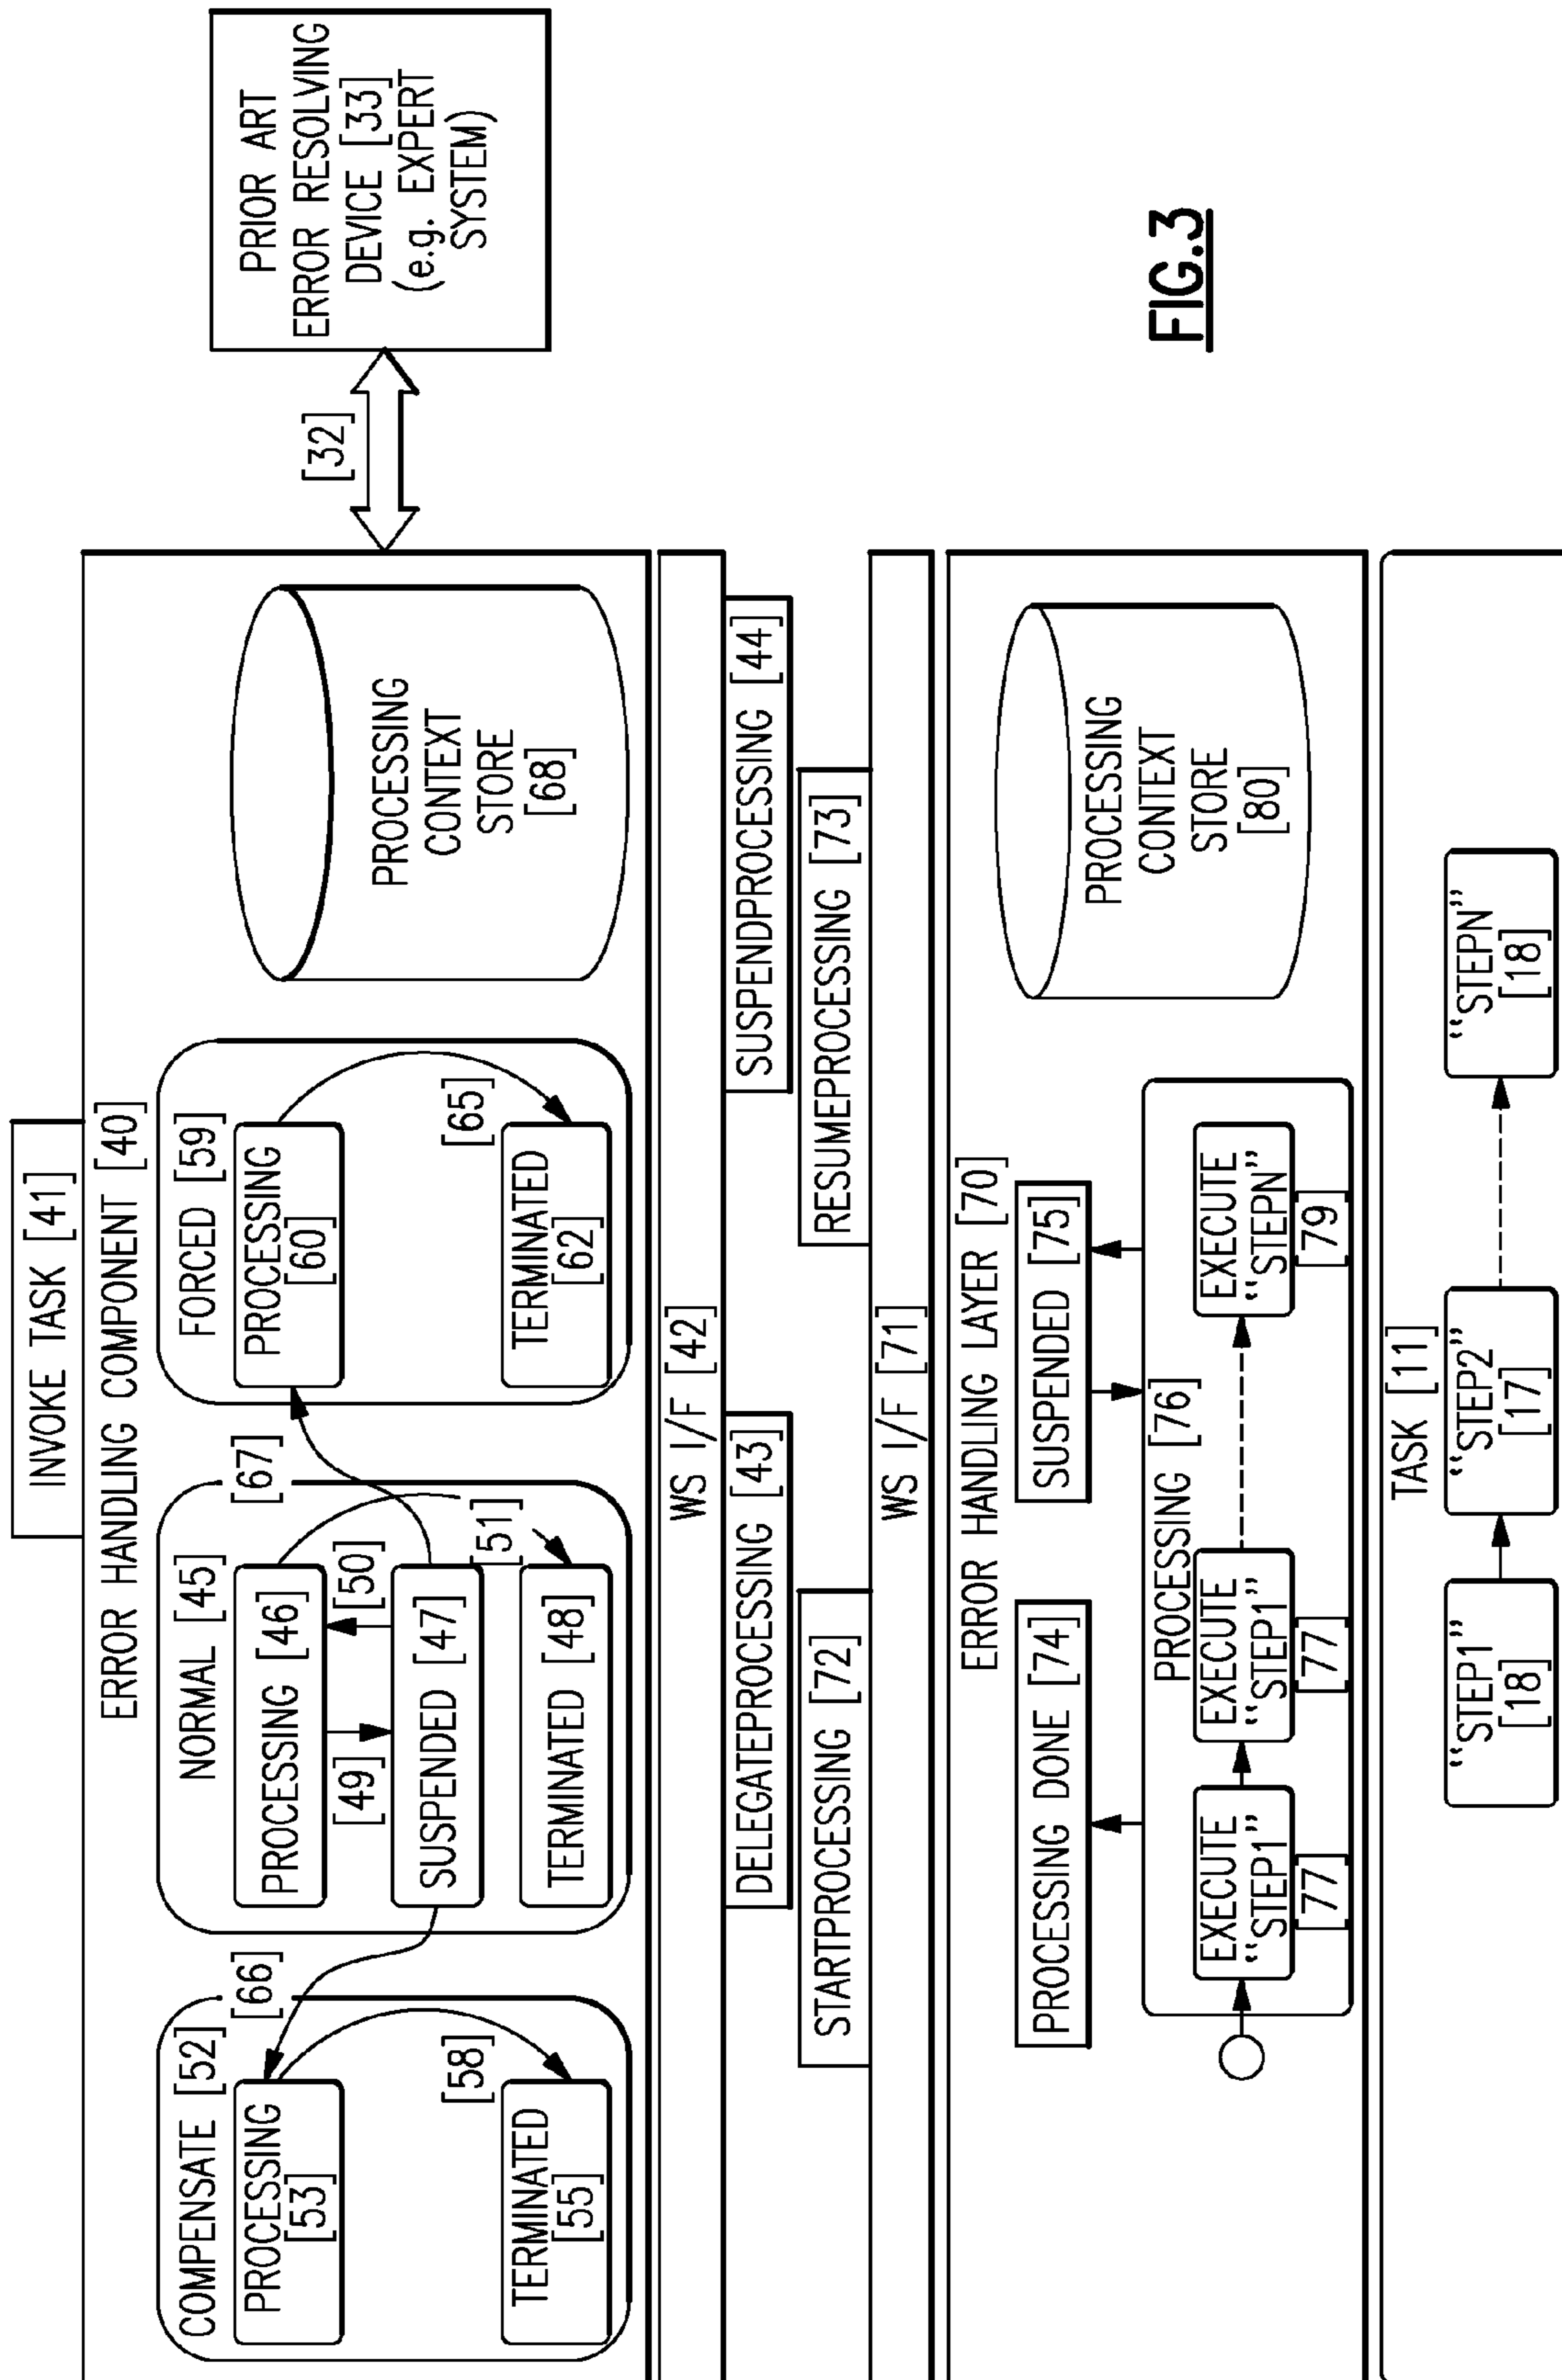 INVOKE TASK [41]
ERROR HANDLING COMPONENT [40]
COMPENSATE [52]
[66]
PROCESSING
[53]
[58]
TERMINATED
[55]
NORMAL [45]
[67]
PROCESSING [46]
[49]
[50]
SUSPENDED [47]
[51]
TERMINATED [48]
FORCED [59]
PROCESSING
[60]
[65]
TERMINATED
[62]
PROCESSING
CONTEXT
STORE
[68]
[32]
PRIOR ART
ERROR RESOLVING
DEVICE [33]
(e.g. EXPERT
SYSTEM)
WS I/F [42]
DELEGATEPROCESSING [43]
SUSPENDPROCESSING [44]
STARTPROCESSING [72]
RESUMEPROCESSING [73]
WS I/F [71]
ERROR HANDLING LAYER [70]
PROCESSING DONE [74]
SUSPENDED [75]
PROCESSING [76]
EXECUTE
“STEP1”
[77]
EXECUTE
“STEP1”
[77]
EXECUTE
“STEPN”
[79]
PROCESSING
CONTEXT
STORE
[80]
TASK [11]
“STEP1”
[18]
“STEP2”
[17]
“STEPN”
[18]
FIG.3